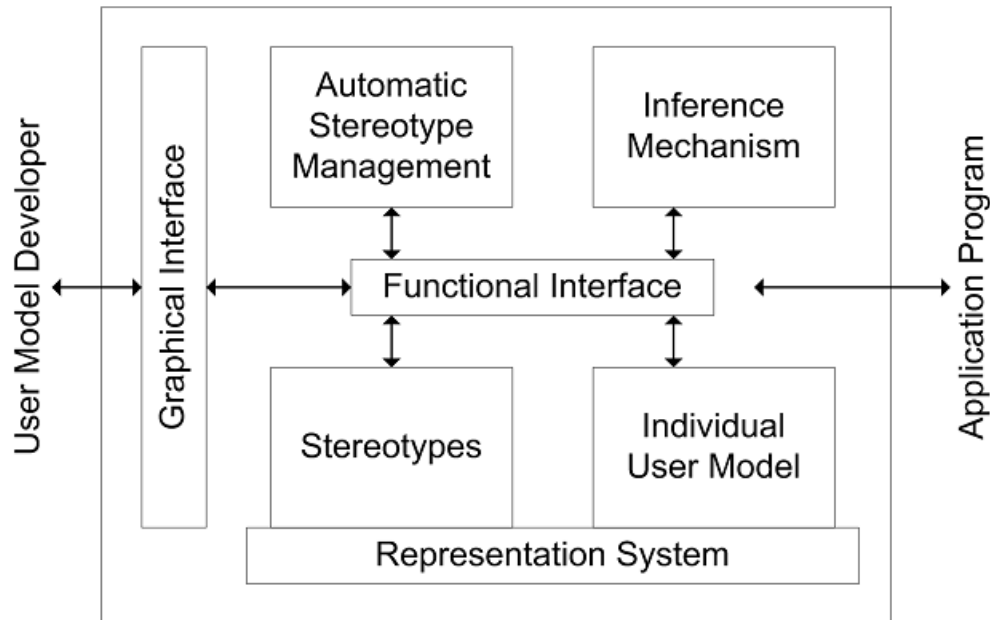 User Model Developer
Graphical Interface
Automatic
Stereotype
Management
Inference
Mechanism
Functional Interface
Stereotypes
Individual
User Model
Representation System
Application Program